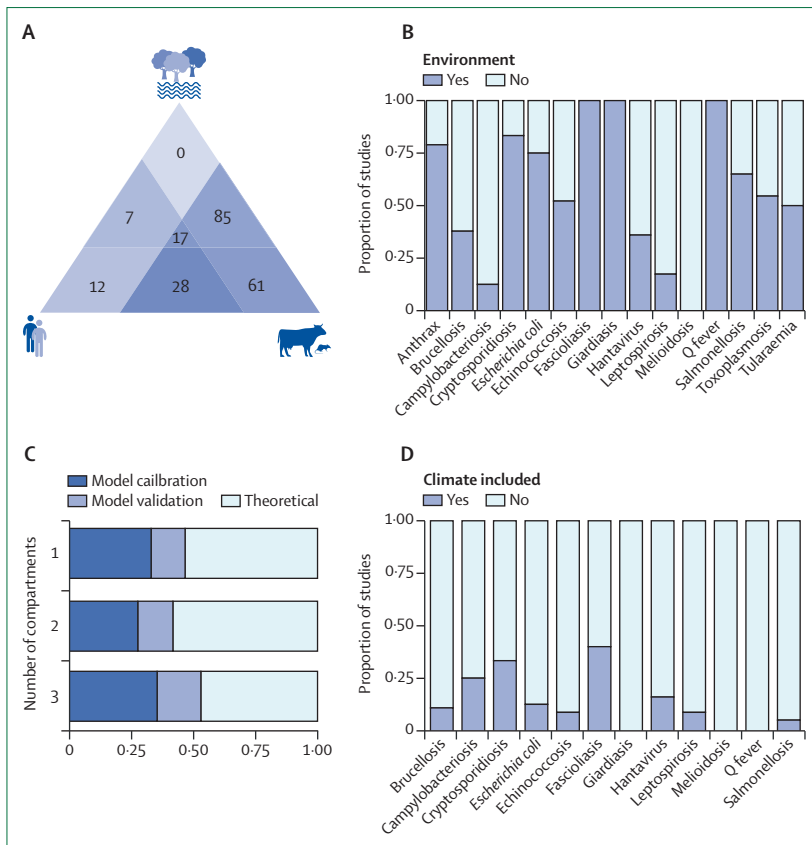 A
0
7
85
17
12
28
61
B
Environment
Yes No
Proportion of studies
1·00
0·75
0·50
0·25
0
Anthrax
Brucellosis
Campylobacteriosis
Cryptosporidiosis
Escherichia coli
Echinococcosis
Fascioliasis
Giardiasis
Hantavirus
Leptospirosis
Melioidosis
Q fever
Salmonellosis
Toxoplasmosis
Tularaemia
C
Model cailbration
Model validation Theoretical
Number of compartments
1
2
3
0 0·25 0·50 0·75 1·00
D
Climate included
Yes No
Proportion of studies
1·00
0·75
0·50
0·25
0
Brucellosis
Campylobacteriosis
Cryptosporidiosis
Escherichia coli
Echinococcosis
Fascioliasis
Giardiasis
Hantavirus
Leptospirosis
Melioidosis
Q fever
Salmonellosis